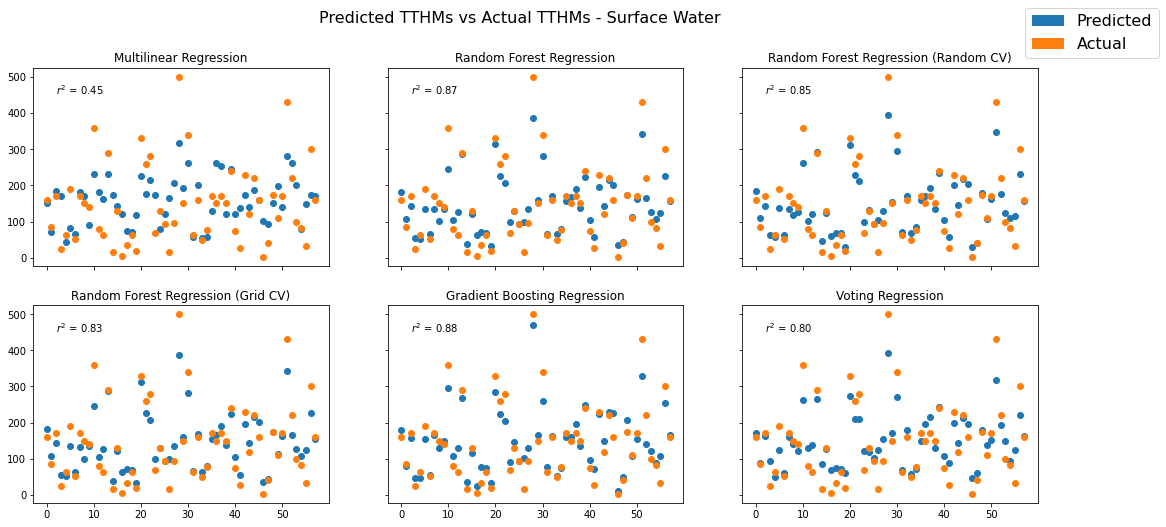 Predicted TTHMs vs Actual TTHMs - Surface Water
Predicted
Actual
Multilinear Regression
Random Forest Regression
Random Forest Regression (Random CV)
500
400
300
200
100
0
r² = 0.45
r² = 0.87
r² = 0.85
Random Forest Regression (Grid CV)
Gradient Boosting Regression
Voting Regression
500
400
300
200
100
0
r² = 0.83
r² = 0.88
r² = 0.80
0 10 20 30 40 50
0 10 20 30 40 50
0 10 20 30 40 50